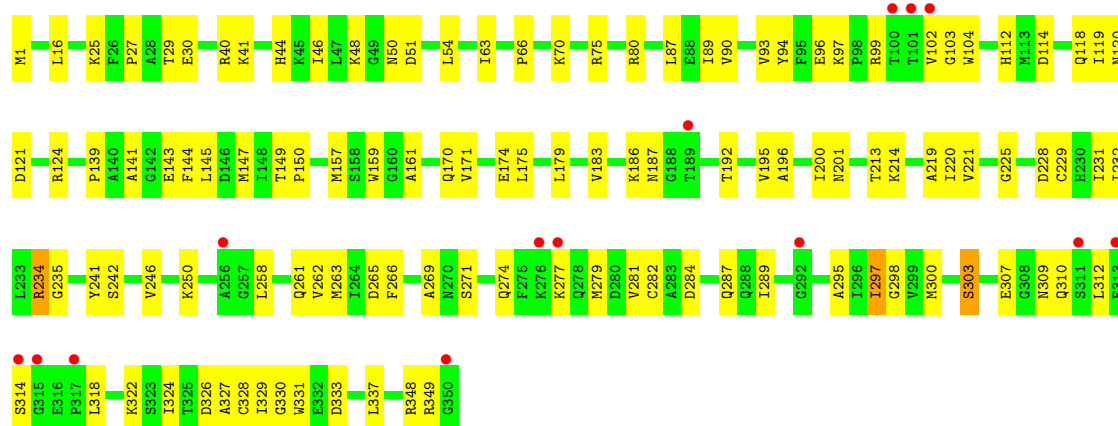 M1 L16 K25 F26 P27 A28 T29 E30 R40 K41 H44 K45 I46 L47 K48 G49 N50 D51 L54 I63 P66 K70 R75 R80 L87 E88 I89 V90 V93 Y94 F95 E96 K97 P98 R99 T100 T101 V102 G103 W104 H112 M113 D114 Q118 I119 N120
D121 R124 P139 A140 A141 G142 E143 F144 L145 D146 M147 I148 T149 P150 M157 S158 W159 G160 A161 Q170 V171 E174 L175 L179 V183 K186 N187 G188 T189 T192 V195 A196 I200 N201 T213 K214 A219 I220 V221 G225 D228 C229 H230 I231
L233 R234 G235 Y241 S242 V246 K250 A256 G257 L258 Q261 V262 M263 I264 D265 F266 A269 N270 S271 Q274 F275 K276 K277 Q278 M279 D280 V281 C282 A283 D284 Q287 Q288 I289 G292 A295 I296 I297 G298 V299 M300 S303 E307 G308 N309 Q310 S311 L312
S314 G315 E316 P317 L318 K322 S323 I324 T325 D326 A327 C328 I329 G330 W331 E332 D333 L337 R348 R349 G350